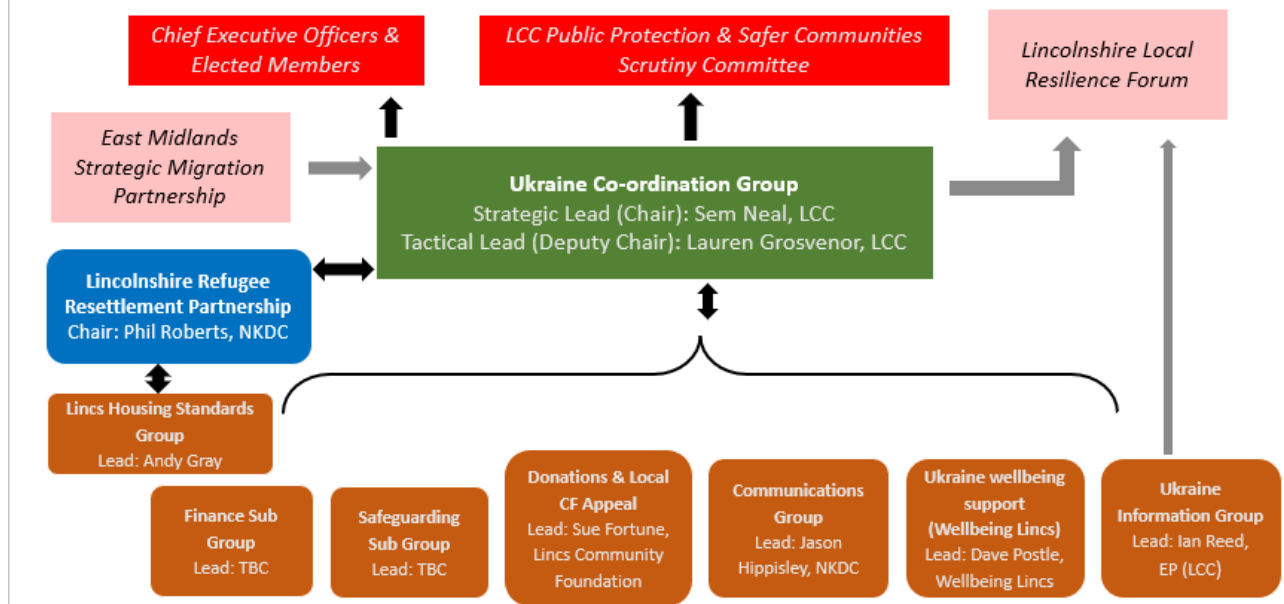 Chief Executive Officers &
Elected Members
LCC Public Protection & Safer Communities
Scrutiny Committee
Lincolnshire Local
Resilience Forum
East Midlands
Strategic Migration
Partnership
Ukraine Co-ordination Group
Strategic Lead (Chair): Sem Neal, LCC
Tactical Lead (Deputy Chair): Lauren Grosvenor, LCC
Lincolnshire Refugee
Resettlement Partnership
Chair: Phil Roberts, NKDC
Lincs Housing Standards
Group
Lead: Andy Gray
Finance Sub
Group
Lead: TBC
Safeguarding
Sub Group
Lead: TBC
Donations & Local
CF Appeal
Lead: Sue Fortune,
Lincs Community
Foundation
Communications
Group
Lead: Jason
Hippisley, NKDC
Ukraine wellbeing
support
(Wellbeing Lincs)
Lead: Dave Postle,
Wellbeing Lincs
Ukraine
Information Group
Lead: Ian Reed,
EP (LCC)